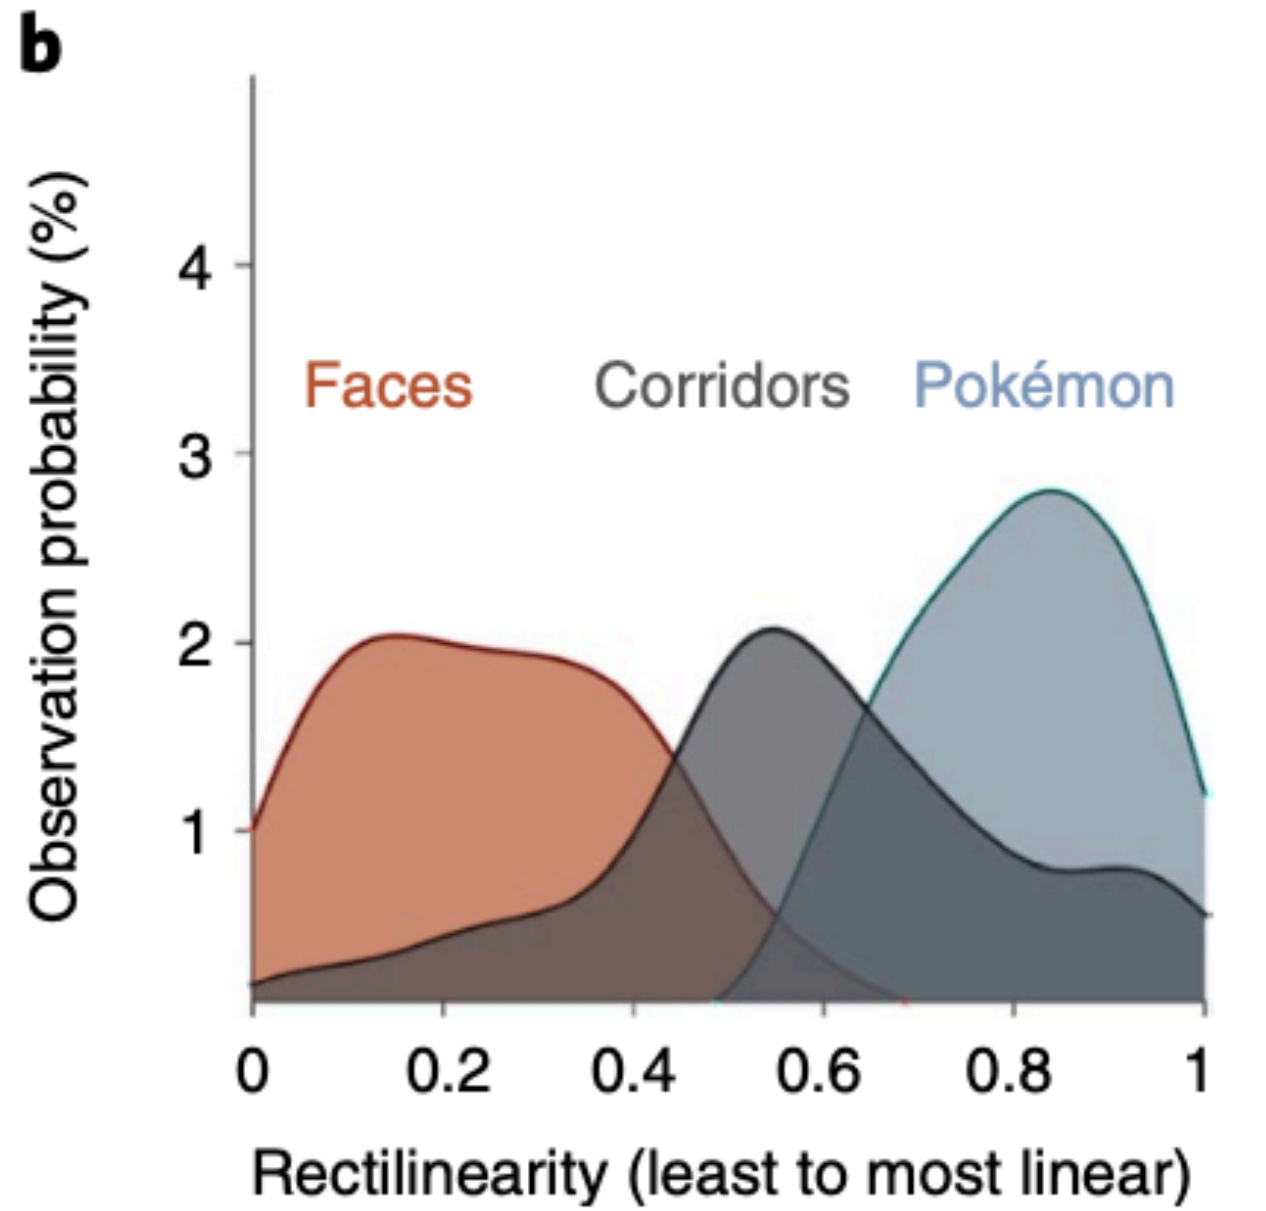 b
Observation probability (%)
4
3
2
1
Faces Corridors Pokémon
0 0.2 0.4 0.6 0.8 1
Rectilinearity (least to most linear)